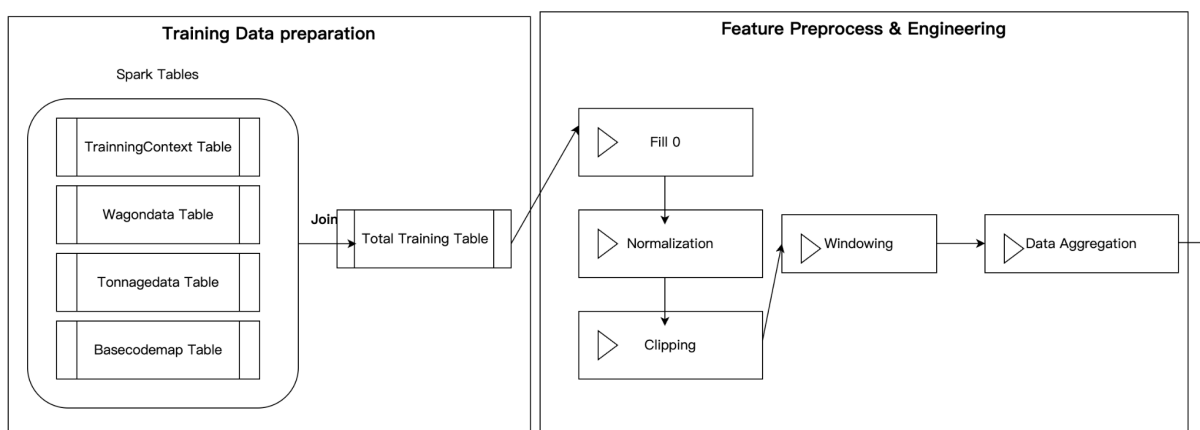 Training Data preparation
Spark Tables
TrainningContext Table
Wagondata Table
Tonnagedata Table
Basecodemap Table
Join
Total Training Table
Feature Preprocess & Engineering
Fill 0
Normalization
Clipping
Windowing
Data Aggregation